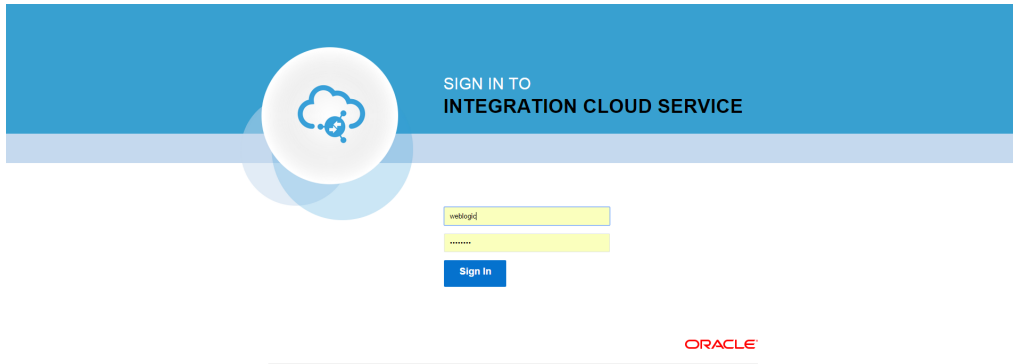 SIGN IN TO
INTEGRATION CLOUD SERVICE
weblogic
••••••••
Sign In
ORACLE